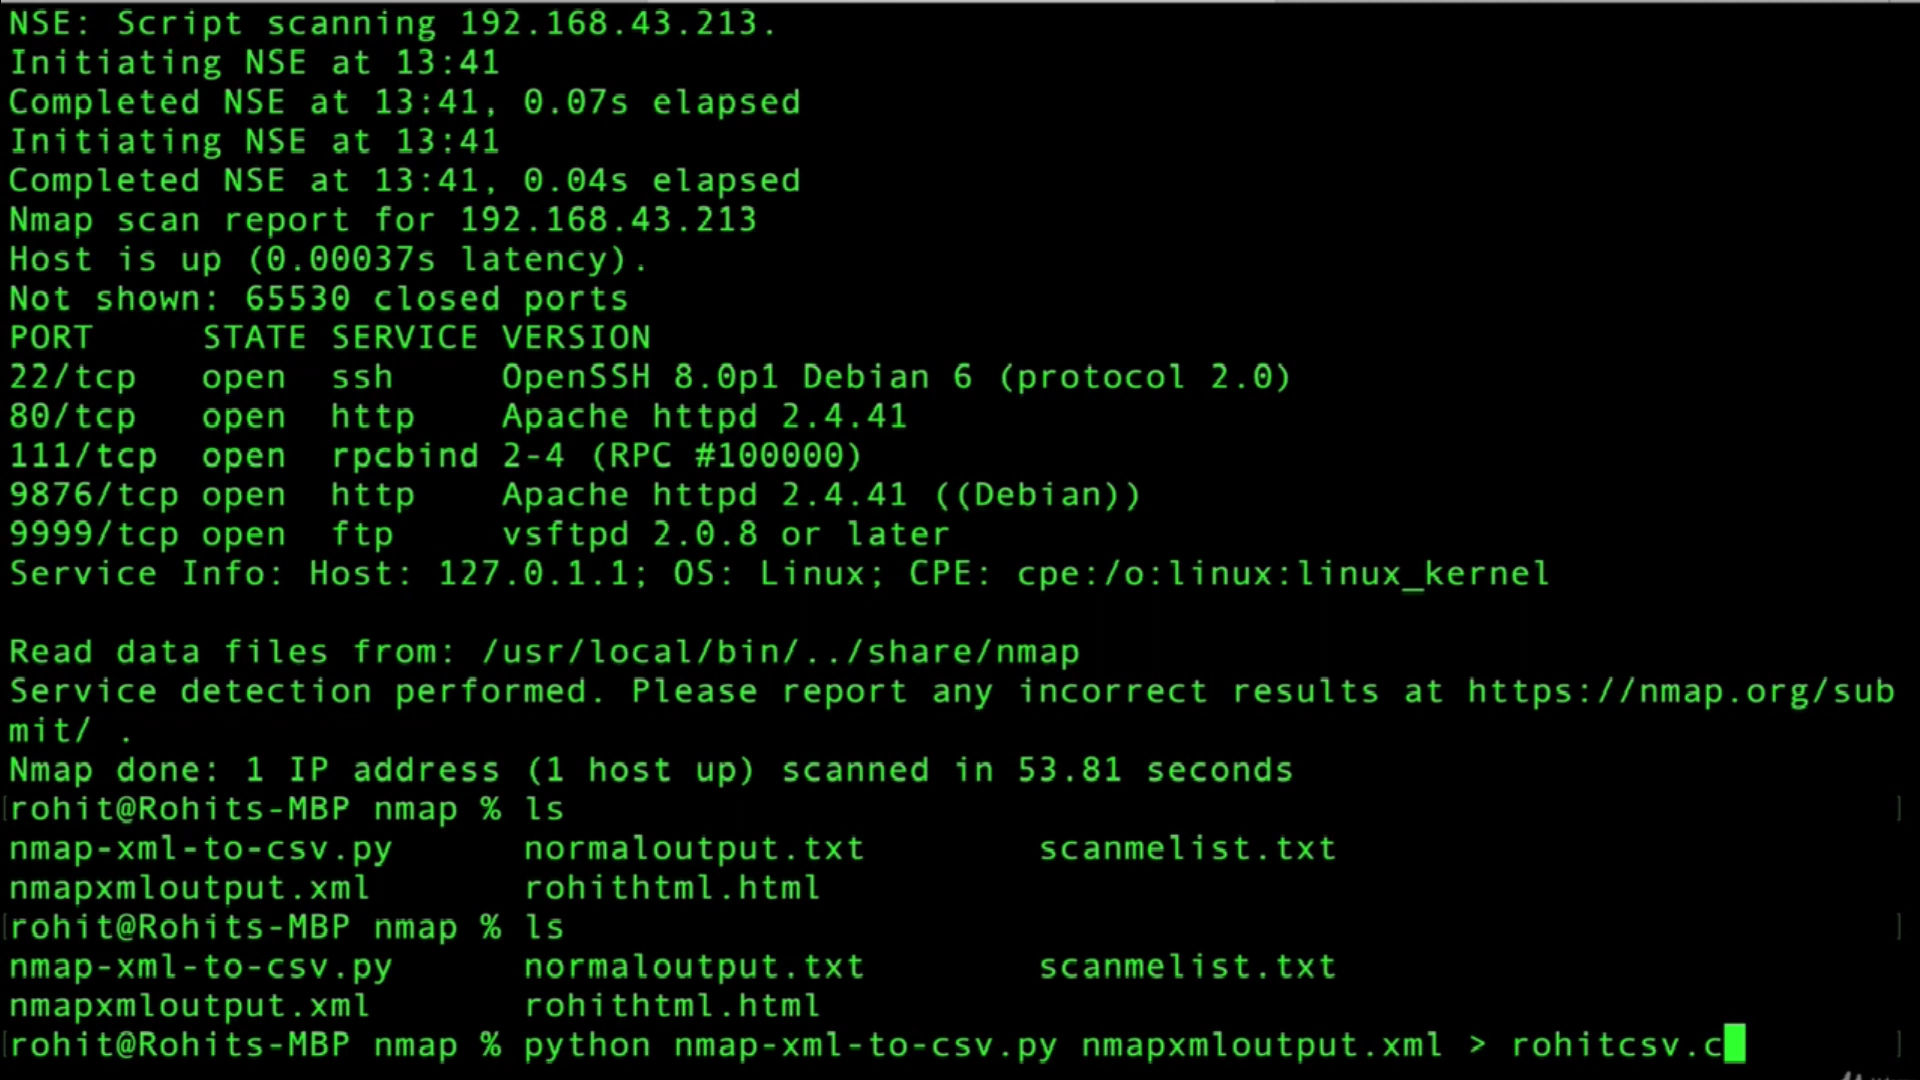 NSE: Script scanning 192.168.43.213.
Initiating NSE at 13:41
Completed NSE at 13:41, 0.07s elapsed
Initiating NSE at 13:41
Completed NSE at 13:41, 0.04s elapsed
Nmap scan report for 192.168.43.213
Host is up (0.00037s latency).
Not shown: 65530 closed ports
PORT     STATE SERVICE VERSION
22/tcp   open  ssh     OpenSSH 8.0p1 Debian 6 (protocol 2.0)
80/tcp   open  http    Apache httpd 2.4.41
111/tcp  open  rpcbind 2-4 (RPC #100000)
9876/tcp open  http    Apache httpd 2.4.41 ((Debian))
9999/tcp open  ftp     vsftpd 2.0.8 or later
Service Info: Host: 127.0.1.1; OS: Linux; CPE: cpe:/o:linux:linux_kernel

Read data files from: /usr/local/bin/../share/nmap
Service detection performed. Please report any incorrect results at https://nmap.org/sub
mit/ .
Nmap done: 1 IP address (1 host up) scanned in 53.81 seconds
[rohit@Rohits-MBP nmap % ls ]
nmap-xml-to-csv.py      normaloutput.txt        scanmelist.txt
nmapxmloutput.xml       rohithtml.html
[rohit@Rohits-MBP nmap % ls ]
nmap-xml-to-csv.py      normaloutput.txt        scanmelist.txt
nmapxmloutput.xml       rohithtml.html
[rohit@Rohits-MBP nmap % python nmap-xml-to-csv.py nmapxmloutput.xml > rohitcsv.c ]